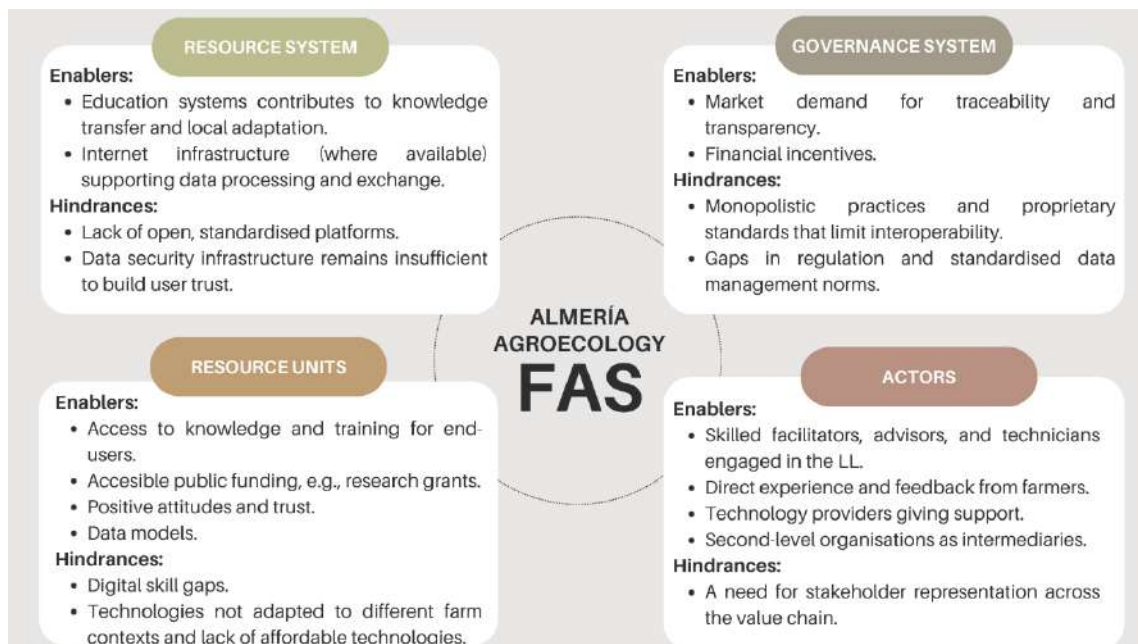 RESOURCE SYSTEM
Enablers:
• Education systems contributes to knowledge
transfer and local adaptation.
• Internet infrastructure (where available)
supporting data processing and exchange.
Hindrances:
• Lack of open, standardised platforms.
• Data security infrastructure remains insufficient
to build user trust.
GOVERNANCE SYSTEM
Enablers:
• Market demand for traceability and
transparency.
• Financial incentives.
Hindrances:
• Monopolistic practices and proprietary
standards that limit interoperability.
• Gaps in regulation and standardised data
management norms.
ALMERÍA
AGROECOLOGY
FAS
RESOURCE UNITS
Enablers:
• Access to knowledge and training for end-
users.
• Accesible public funding, e.g., research grants.
• Positive attitudes and trust.
• Data models.
Hindrances:
• Digital skill gaps.
• Technologies not adapted to different farm
contexts and lack of affordable technologies.
ACTORS
Enablers:
• Skilled facilitators, advisors, and technicians
engaged in the LL.
• Direct experience and feedback from farmers.
• Technology providers giving support.
• Second-level organisations as intermediaries.
Hindrances:
• A need for stakeholder representation across
the value chain.